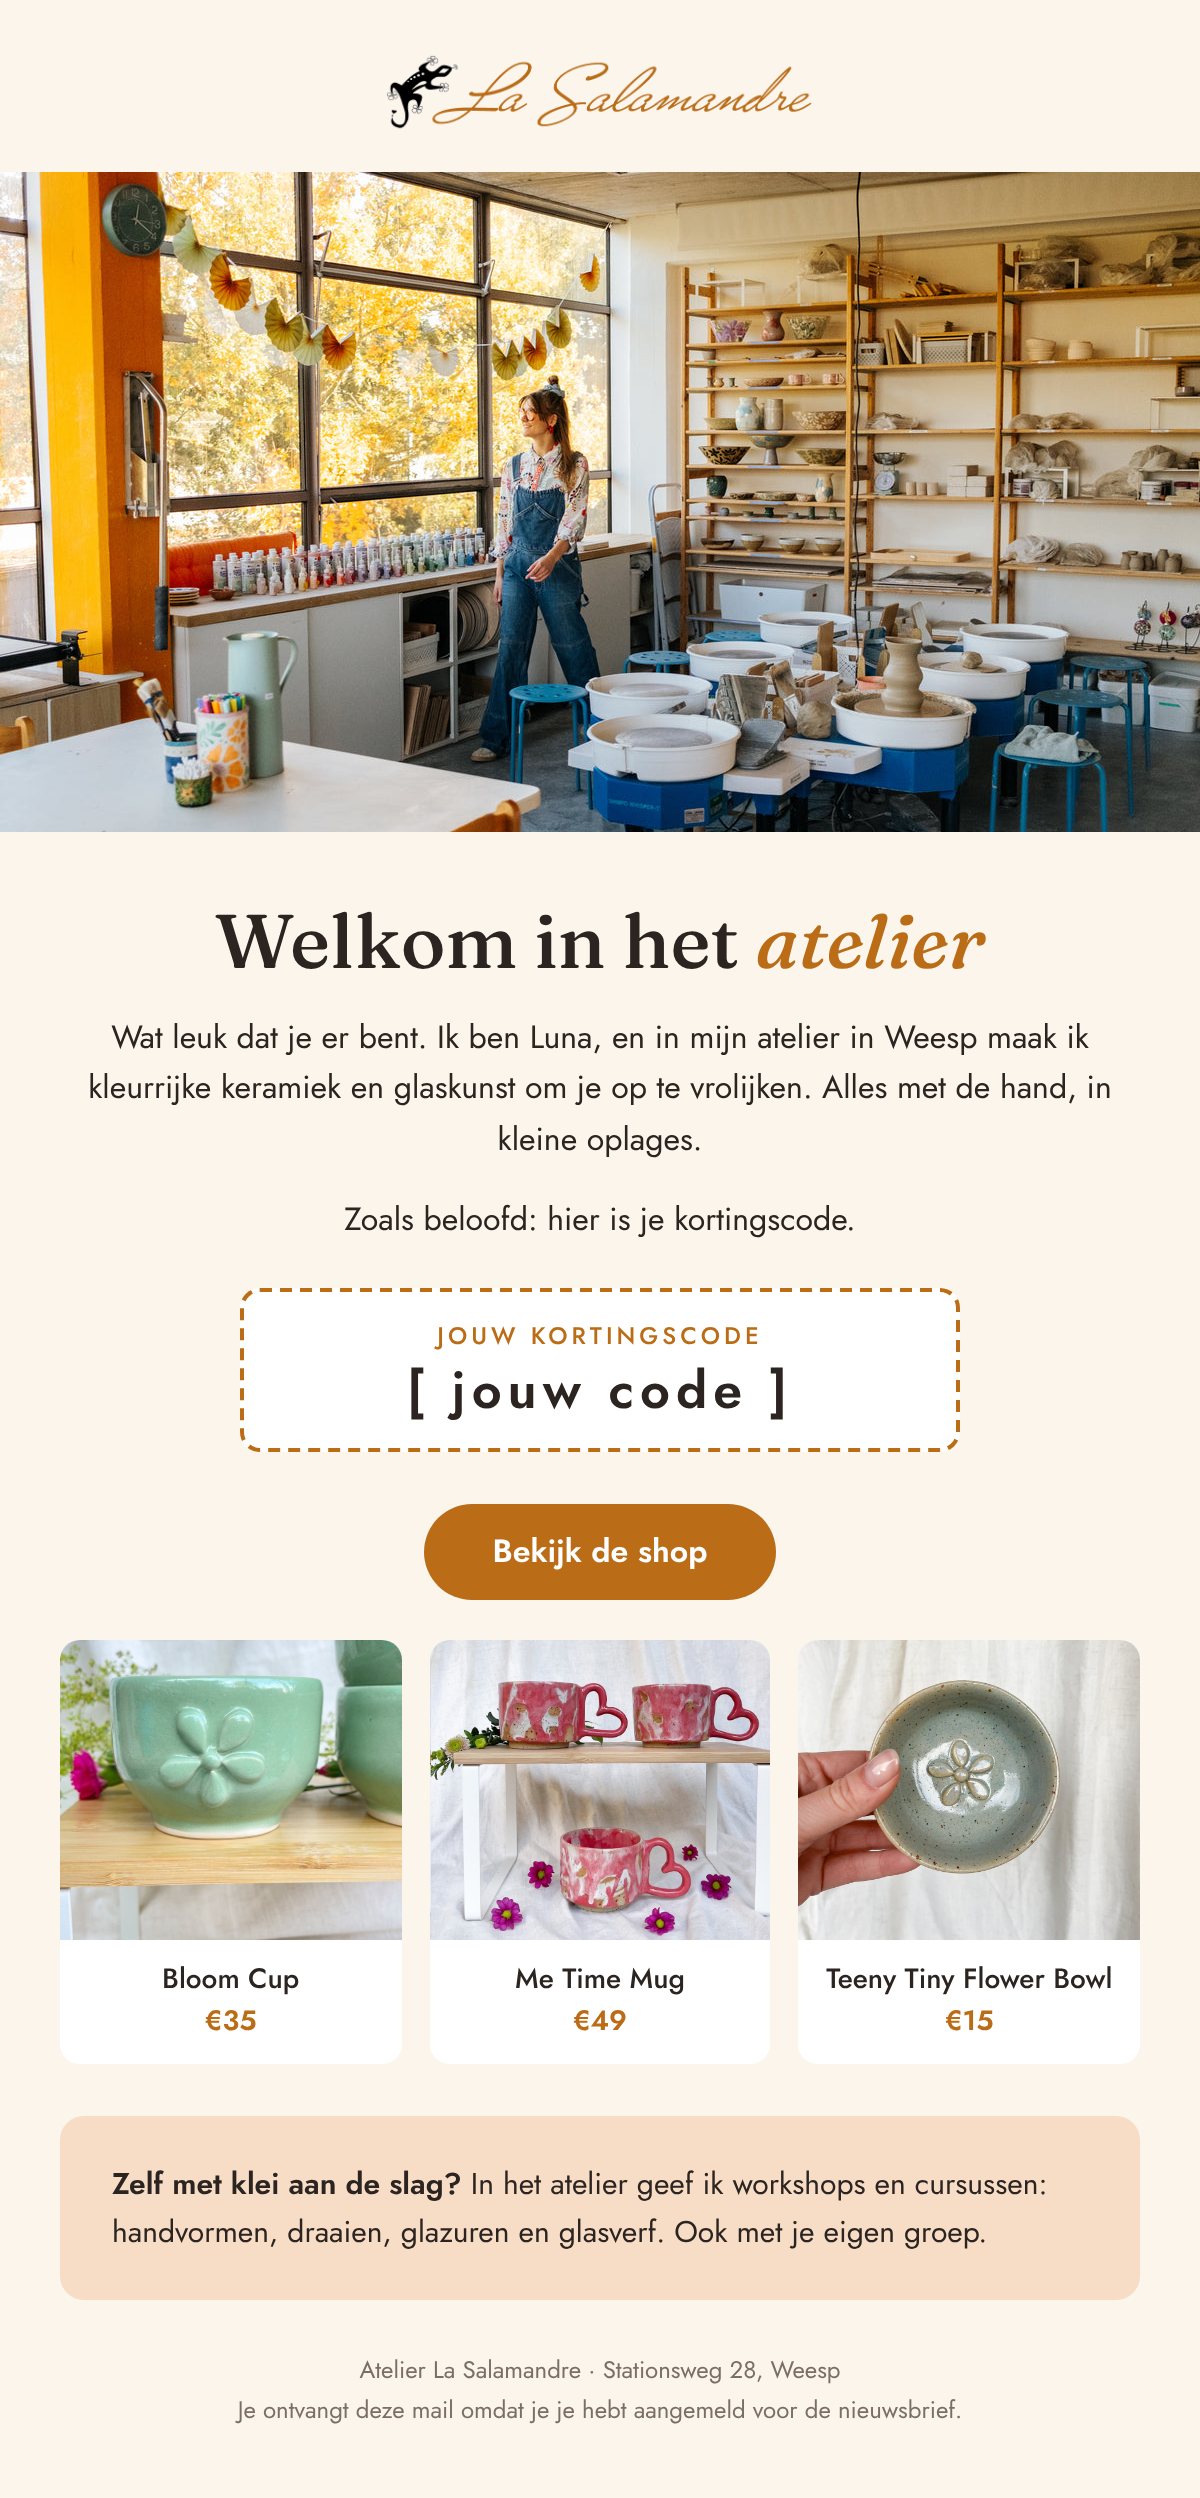 La Salamandre
Welkom in het atelier
Wat leuk dat je er bent. Ik ben Luna, en in mijn atelier in Weesp maak ik
kleurrijke keramiek en glaskunst om je op te vrolijken. Alles met de hand, in
kleine oplages.
Zoals beloofd: hier is je kortingscode.
JOUW KORTINGSCODE
[ jouw code ]
Bekijk de shop
Bloom Cup
€35
Me Time Mug
€49
Teeny Tiny Flower Bowl
€15
Zelf met klei aan de slag? In het atelier geef ik workshops en cursussen:
handvormen, draaien, glazuren en glasverf. Ook met je eigen groep.
Atelier La Salamandre · Stationsweg 28, Weesp
Je ontvangt deze mail omdat je je hebt aangemeld voor de nieuwsbrief.